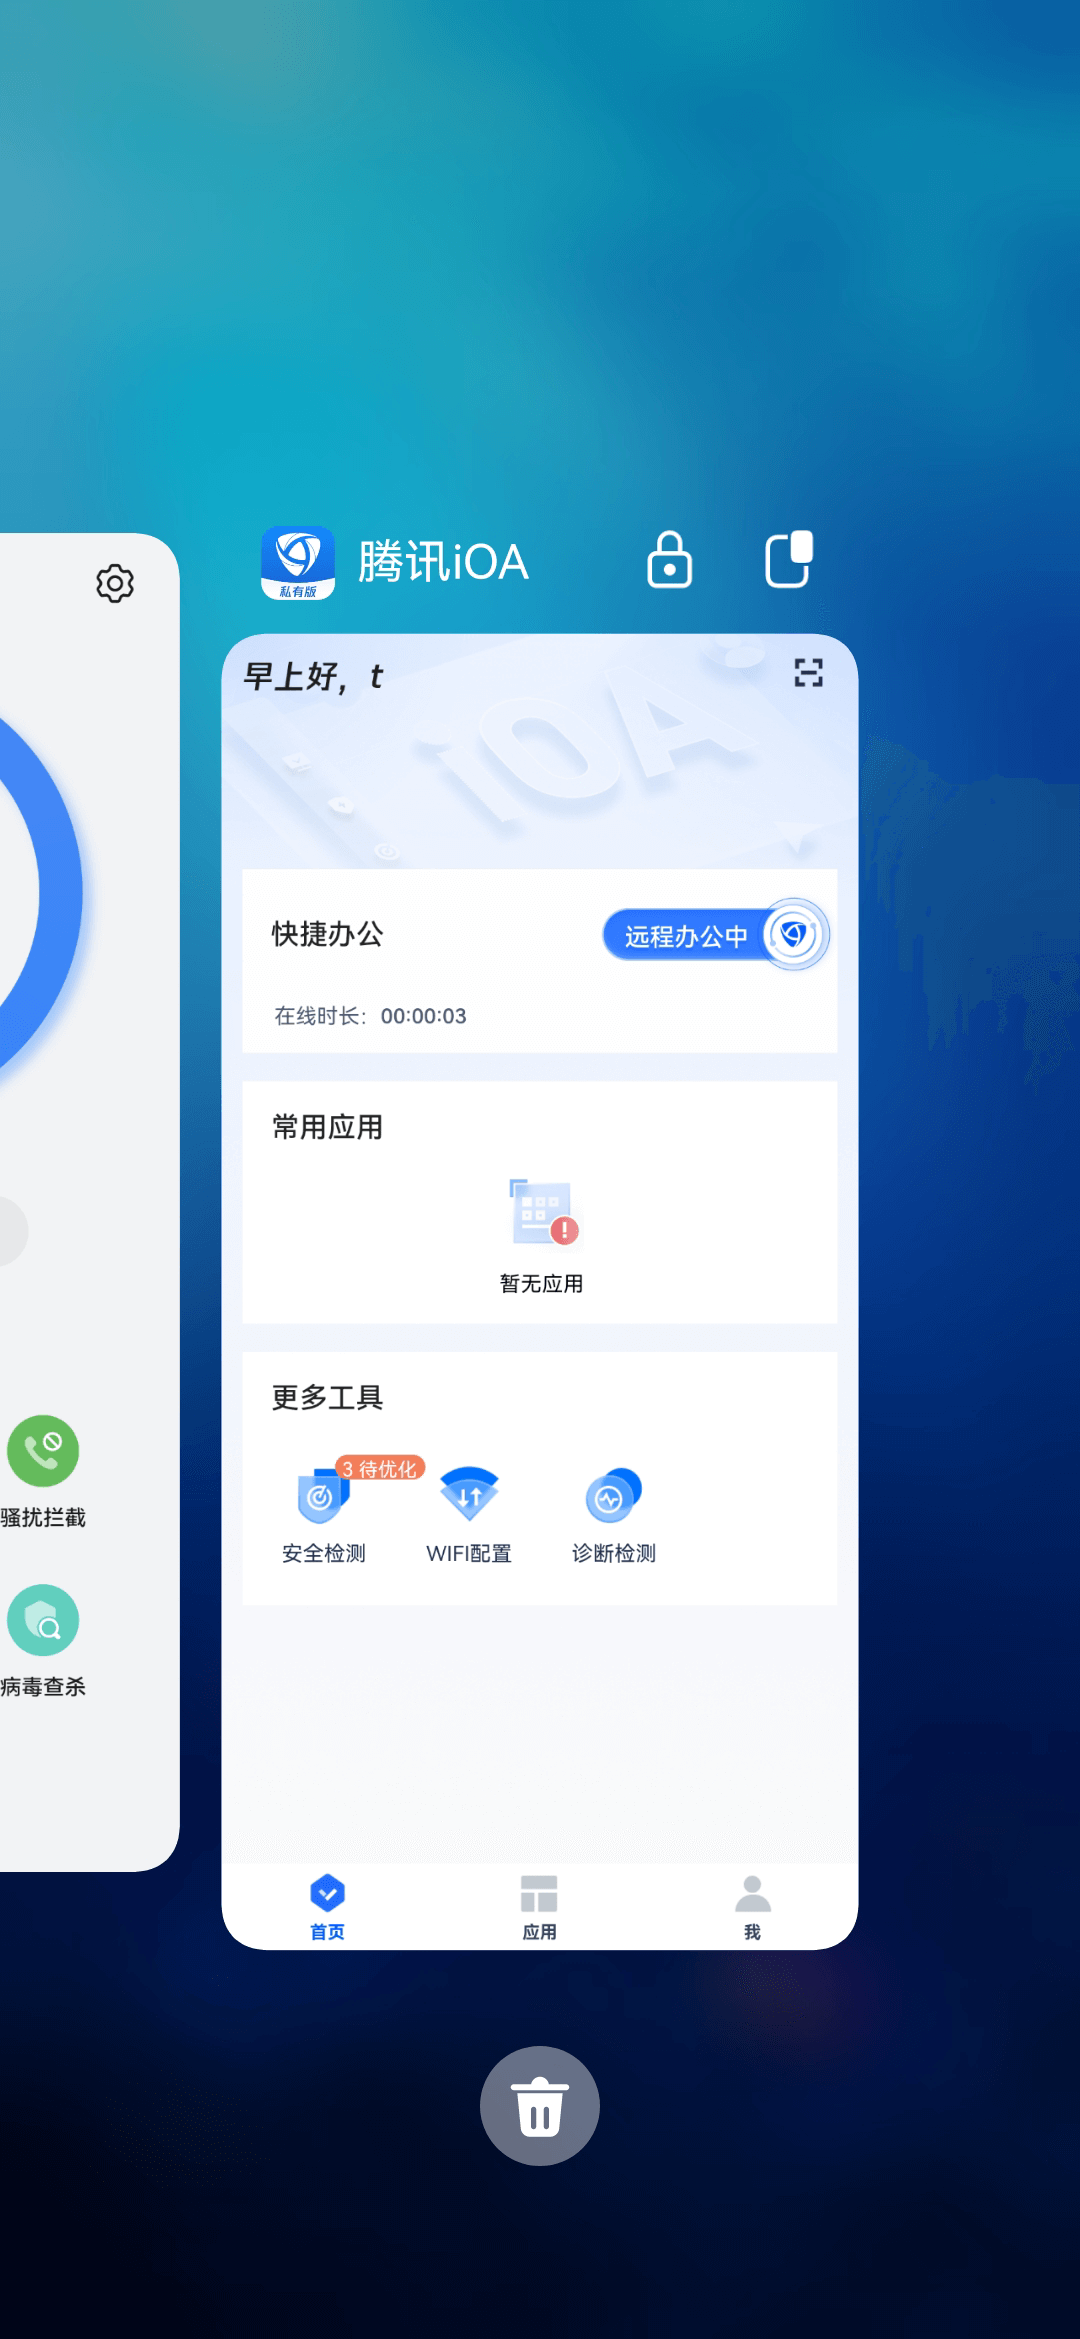 腾讯iOA
私有版
早上好，t
iOA
快捷办公
远程办公中
在线时长：00:00:03
常用应用
暂无应用
更多工具
3 待优化
安全检测
WIFI配置
诊断检测
首页
应用
我
骚扰拦截
病毒查杀